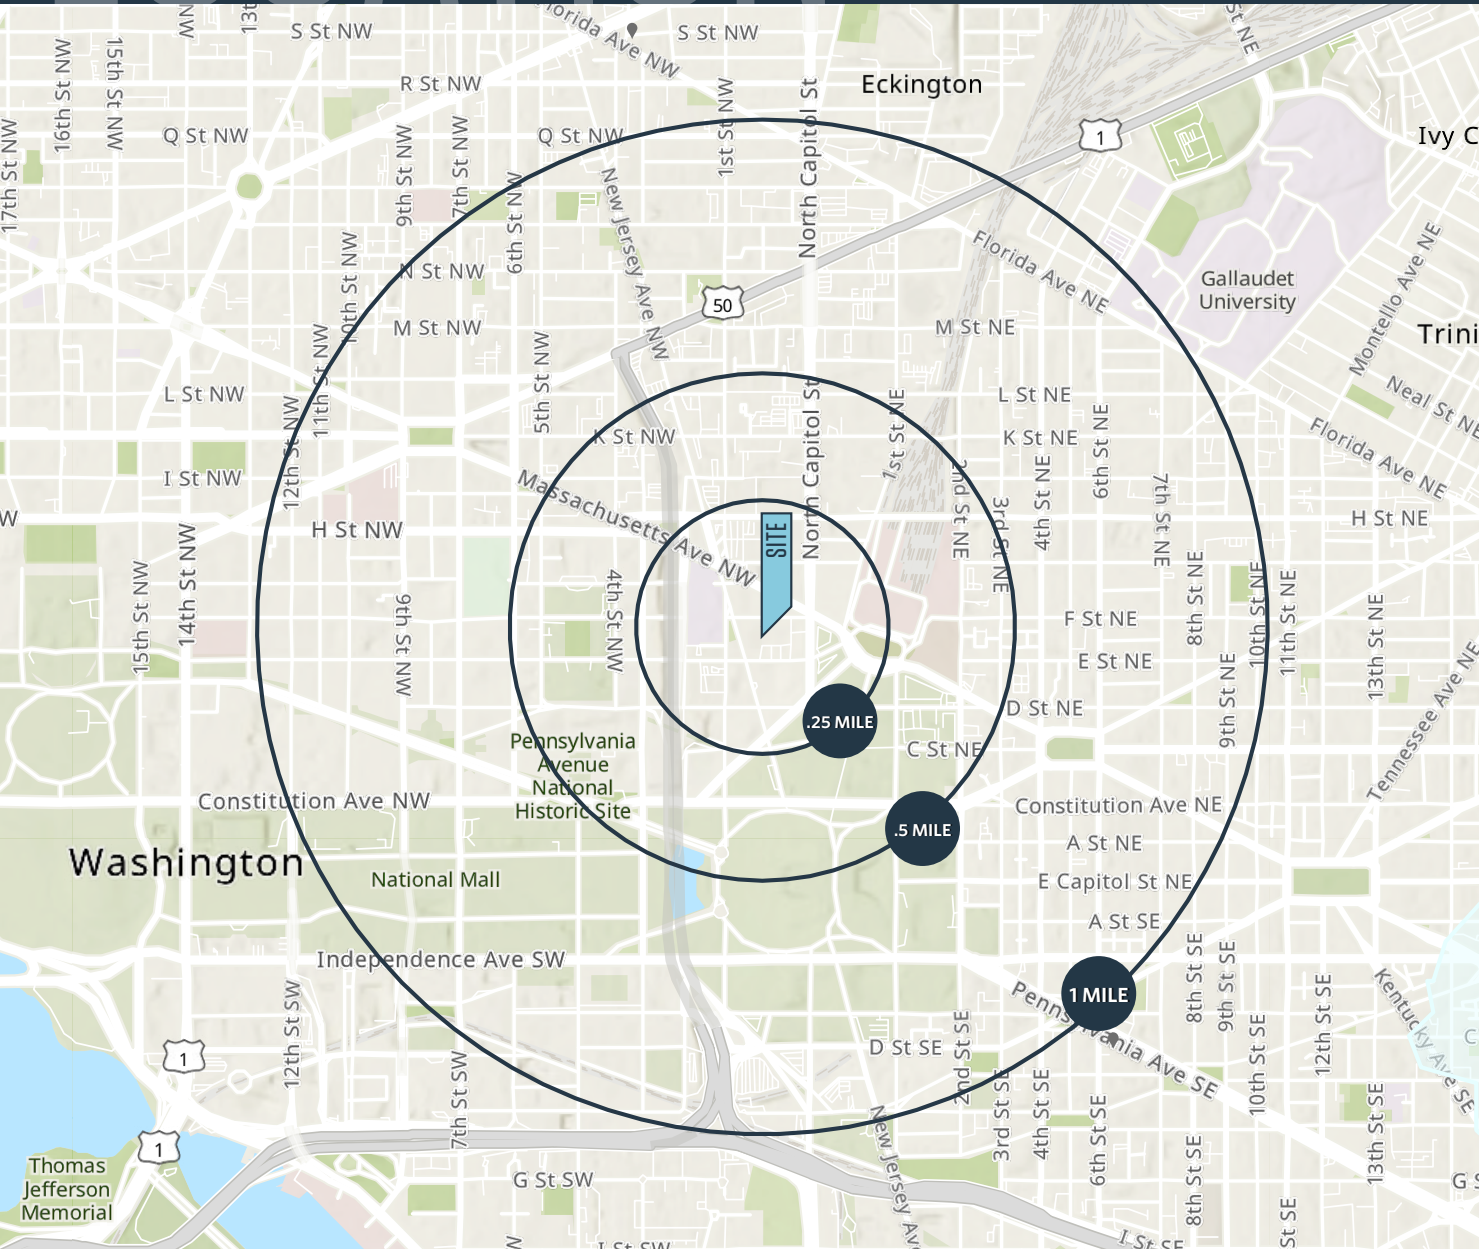 13t
NW
S St NW
Florida Ave NW
S St NW
St NE
16th St NW
15th St NW
R St NW
Eckington
17th St NW
Q St NW
9th St NW
7th St NW
Q St NW
1st St NW
North Capitol St
1
Ivy C
6th St NW
New Jersey Ave NW
10th St NW
N St NW
Florida Ave NE
Gallaudet
University
Montello Ave NE
50
M St NW
M St NE
Trini
11th St NW
5th St NW
L St NW
12th St NW
North Capitol St
1st St NE
L St NE
Neal St NE
K St NW
K St NE
6th St NE
Florida Ave NE
I St NW
Massachusetts Ave NW
2nd St NE
3rd St NE
4th St NE
7th St NE
W
H St NW
SITE
H St NE
15th St NW
14th St NW
9th St NW
4th St NW
F St NE
8th St NE
10th St NE
11th St NE
13th St NE
E St NE
9th St NE
D St NE
Tennessee Ave NE
.25 MILE
Pennsylvania
Avenue
National
Historic Site
C St NE
Constitution Ave NW
Constitution Ave NE
.5 MILE
A St NE
Washington
National Mall
E Capitol St NE
A St SE
Independence Ave SW
1 MILE
Pennsylvania Ave SE
8th St SE
9th St SE
12th St SE
Kentucky Ave SE
C
12th St SW
1
D St SE
2nd St SE
10th St SE
7th St SW
3rd St SE
4th St SE
6th St SE
13th St SE
1
New Jersey Ave
8th St SE
Thomas
Jefferson
Memorial
G St SW
G S
St SE
W
I St SW
I St SE